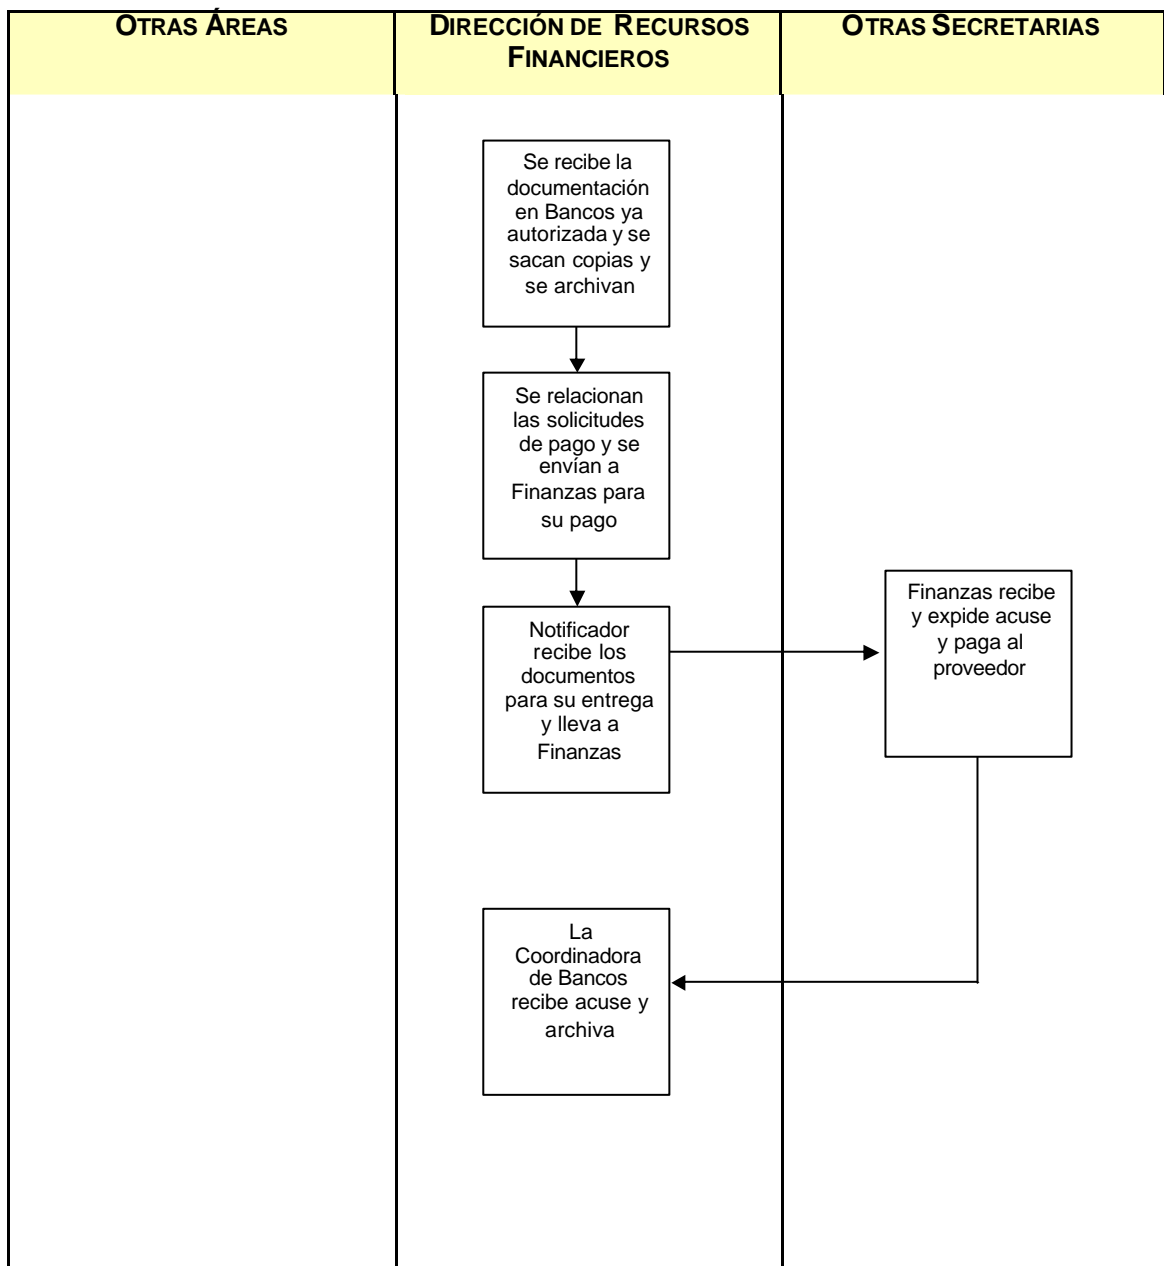 OTRAS ÁREAS
DIRECCIÓN DE RECURSOS
FINANCIEROS
OTRAS SECRETARIAS
Se recibe la
documentación
en Bancos ya
autorizada y se
sacan copias y
se archivan
Se relacionan
las solicitudes
de pago y se
envían a
Finanzas para
su pago
Notificador
recibe los
documentos
para su entrega
y lleva a
Finanzas
Finanzas recibe
y expide acuse
y paga al
proveedor
La
Coordinadora
de Bancos
recibe acuse y
archiva